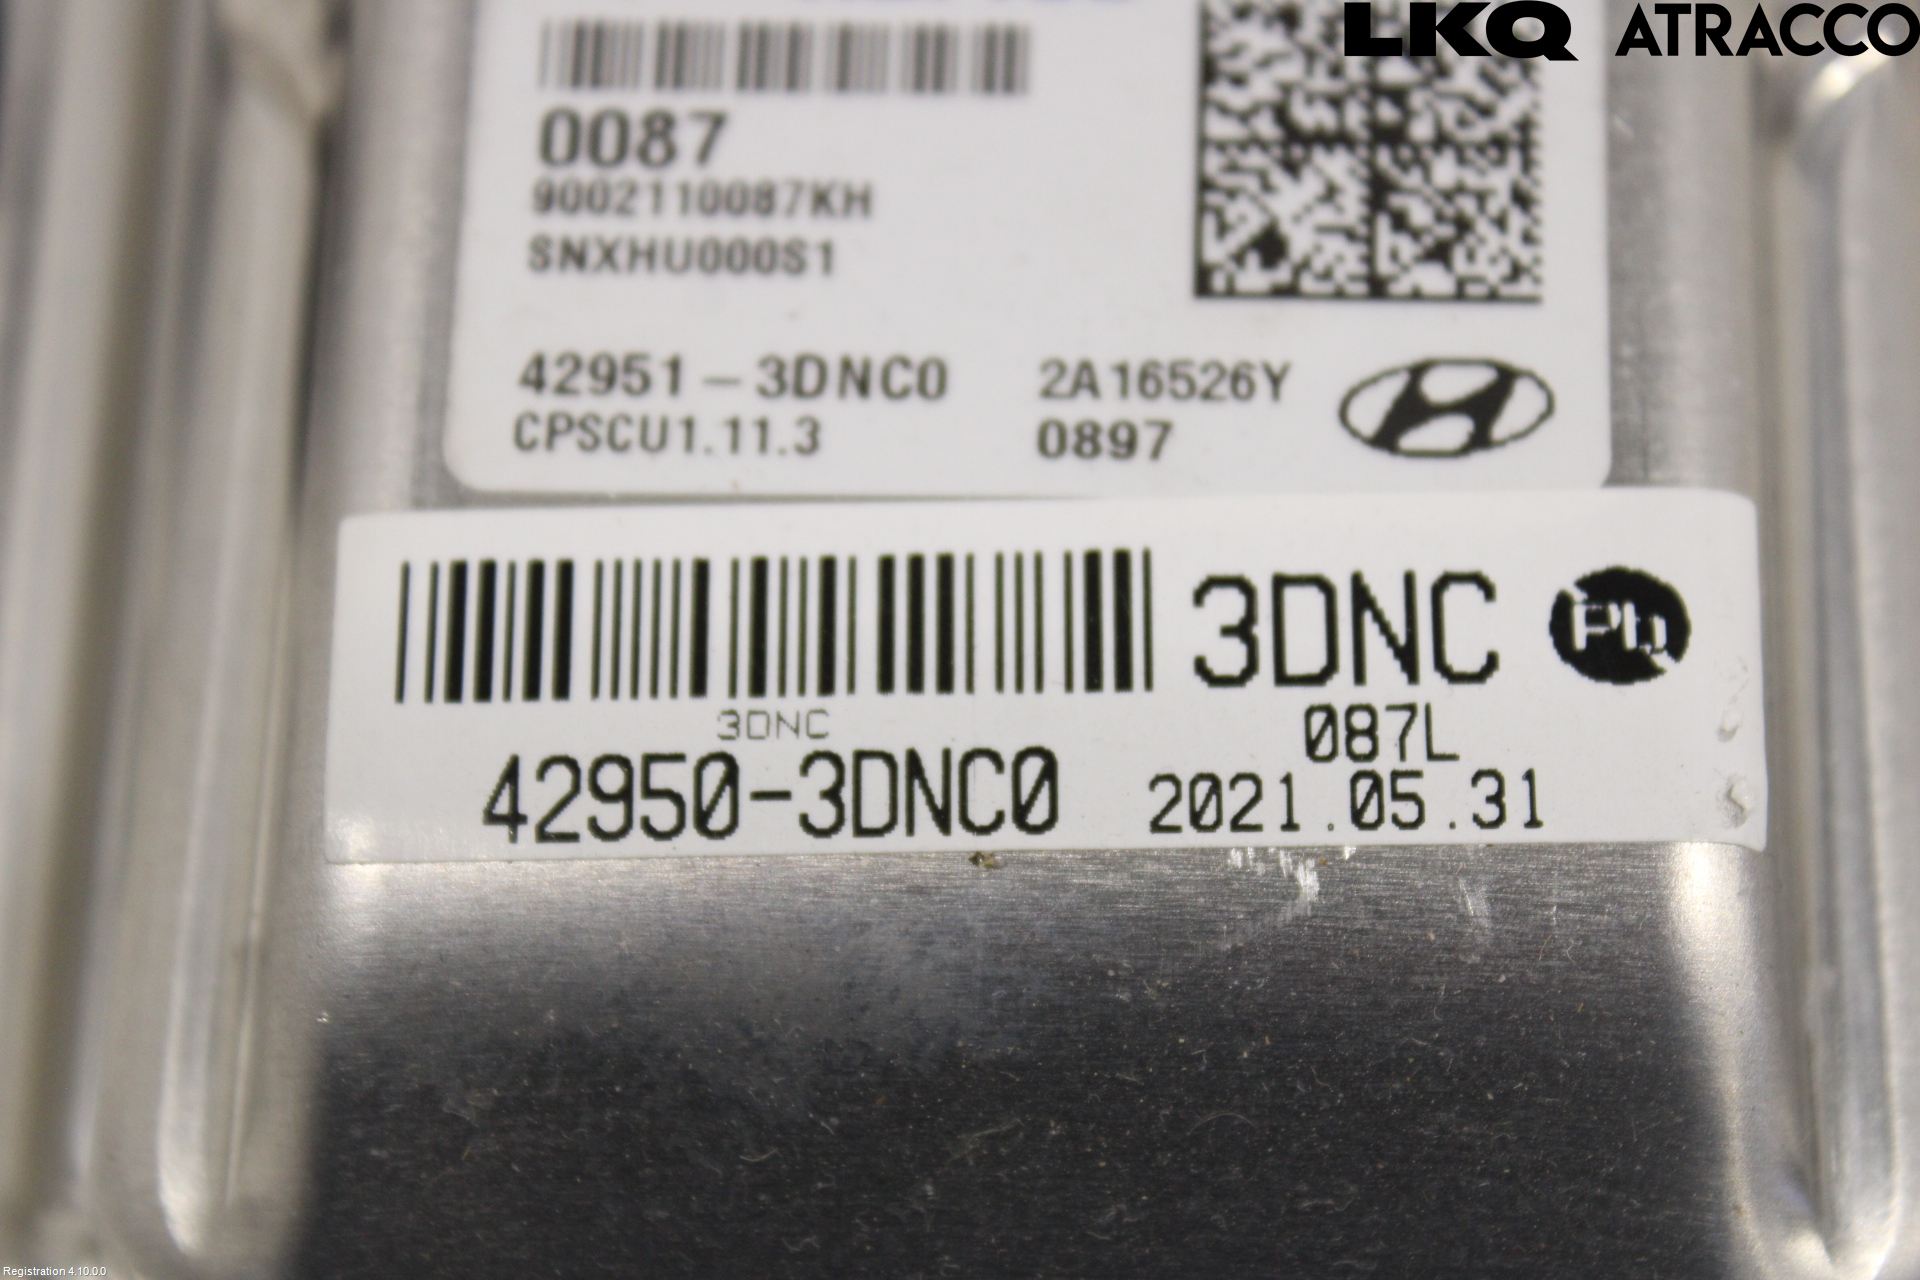 LKQ ATRACCO
0087
9002110087KH
SNXHU000S1
42951-3DNC0 2A16526Y
CPSCU1.11.3 0897
3DNC Pb
3DNC 087L
42950-3DNC0 2021.05.31
Registration 4.10.0.0